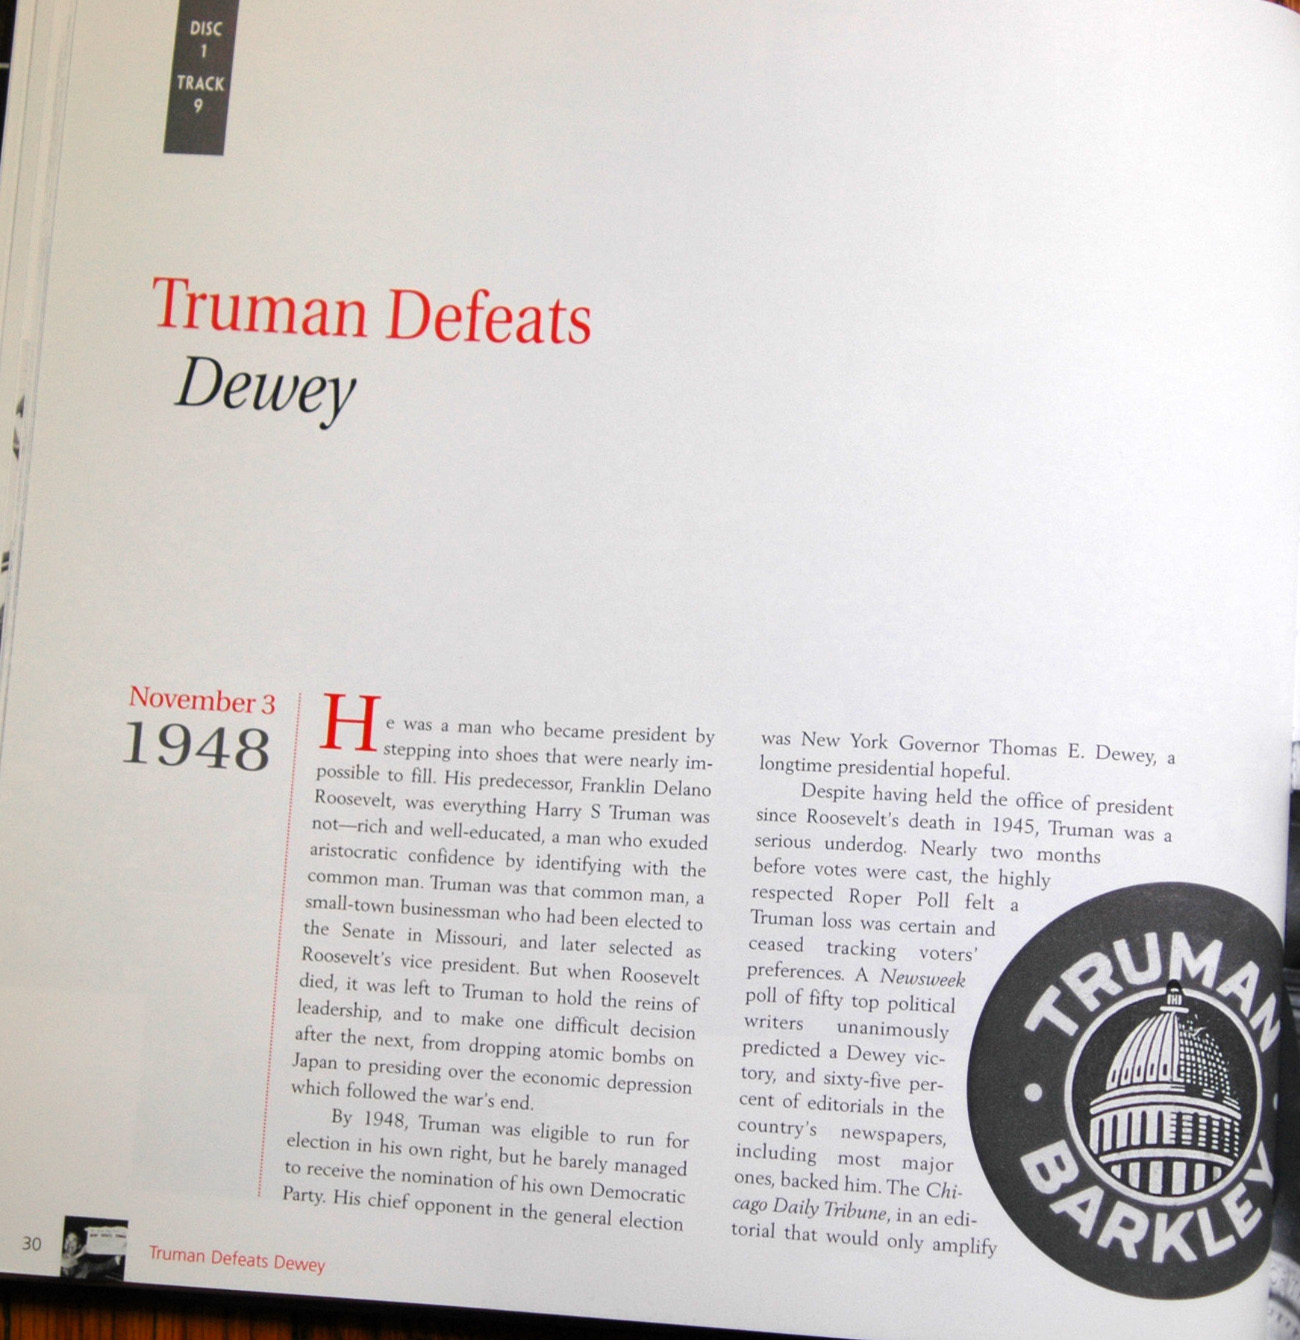 DISC
1
TRACK
9
Truman Defeats
Dewey
November 3
1948
He was a man who became president by
stepping into shoes that were nearly im-
possible to fill. His predecessor, Franklin Delano
Roosevelt, was everything Harry S Truman was
not—rich and well-educated, a man who exuded
aristocratic confidence by identifying with the
common man. Truman was that common man, a
small-town businessman who had been elected to
the Senate in Missouri, and later selected as
Roosevelt's vice president. But when Roosevelt
died, it was left to Truman to hold the reins of
leadership, and to make one difficult decision
after the next, from dropping atomic bombs on
Japan to presiding over the economic depression
which followed the war's end.
By 1948, Truman was eligible to run for
election in his own right, but he barely managed
to receive the nomination of his own Democratic
Party. His chief opponent in the general election
was New York Governor Thomas E. Dewey, a
longtime presidential hopeful.
Despite having held the office of president
since Roosevelt's death in 1945, Truman was a
serious underdog. Nearly two months
before votes were cast, the highly
respected Roper Poll felt a
Truman loss was certain and
ceased tracking voters'
preferences. A Newsweek
poll of fifty top political
writers unanimously
predicted a Dewey vic-
tory, and sixty-five per-
cent of editorials in the
country's newspapers,
including most major
ones, backed him. The Chi-
cago Daily Tribune, in an edi-
torial that would only amplify
TRUMAN
BARKLEY
30
Truman Defeats Dewey